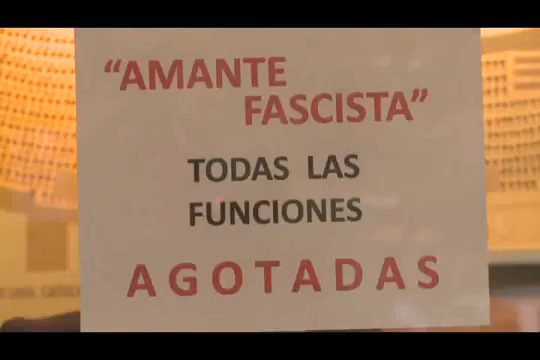 “AMANTE
FASCISTA”
TODAS LAS
FUNCIONES
AGOTADAS